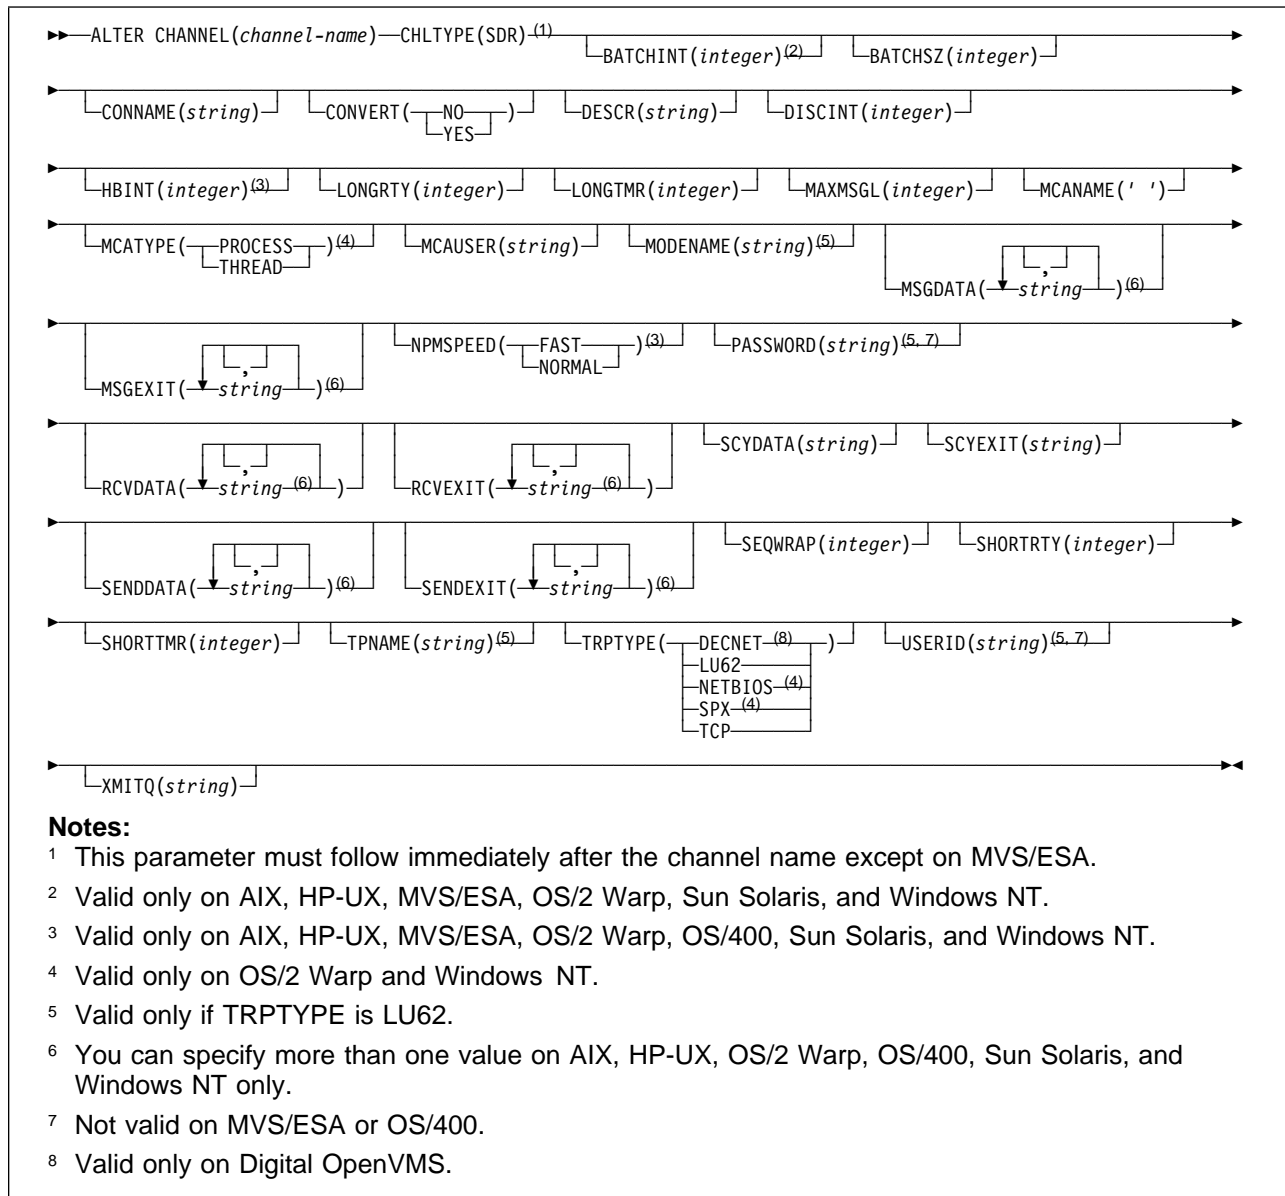 ALTER CHANNEL(channel-name) CHLTYPE(SDR) (1)
BATCHINT(integer) (2) BATCHSZ(integer)
CONNAME(string) CONVERT( NO ) DESCR(string) DISCINT(integer)
YES
HBINT(integer) (3) LONGRTY(integer) LONGTMR(integer) MAXMSGL(integer) MCANAME(' ')
MCATYPE( PROCESS ) (4) MCAUSER(string) MODENAME(string) (5)
THREAD
,
MSGDATA( string ) (6)
NPMSPEED( FAST ) (3) PASSWORD(string) (5, 7)
NORMAL
,
MSGEXIT( string ) (6)
SCYDATA(string) SCYEXIT(string)
, ,
RCVDATA( string (6) ) RCVEXIT( string (6) )
SEQWRAP(integer) SHORTRTY(integer)
, ,
SENDDATA( string ) (6) SENDEXIT( string ) (6)
SHORTTMR(integer) TPNAME(string) (5) TRPTYPE( DECNET (8) ) USERID(string) (5, 7)
LU62
NETBIOS (4)
SPX (4)
TCP
XMITQ(string)
Notes:
1 This parameter must follow immediately after the channel name except on MVS/ESA.
2 Valid only on AIX, HP-UX, MVS/ESA, OS/2 Warp, Sun Solaris, and Windows NT.
3 Valid only on AIX, HP-UX, MVS/ESA, OS/2 Warp, OS/400, Sun Solaris, and Windows NT.
4 Valid only on OS/2 Warp and Windows NT.
5 Valid only if TRPTYPE is LU62.
6 You can specify more than one value on AIX, HP-UX, OS/2 Warp, OS/400, Sun Solaris, and
Windows NT only.
7 Not valid on MVS/ESA or OS/400.
8 Valid only on Digital OpenVMS.